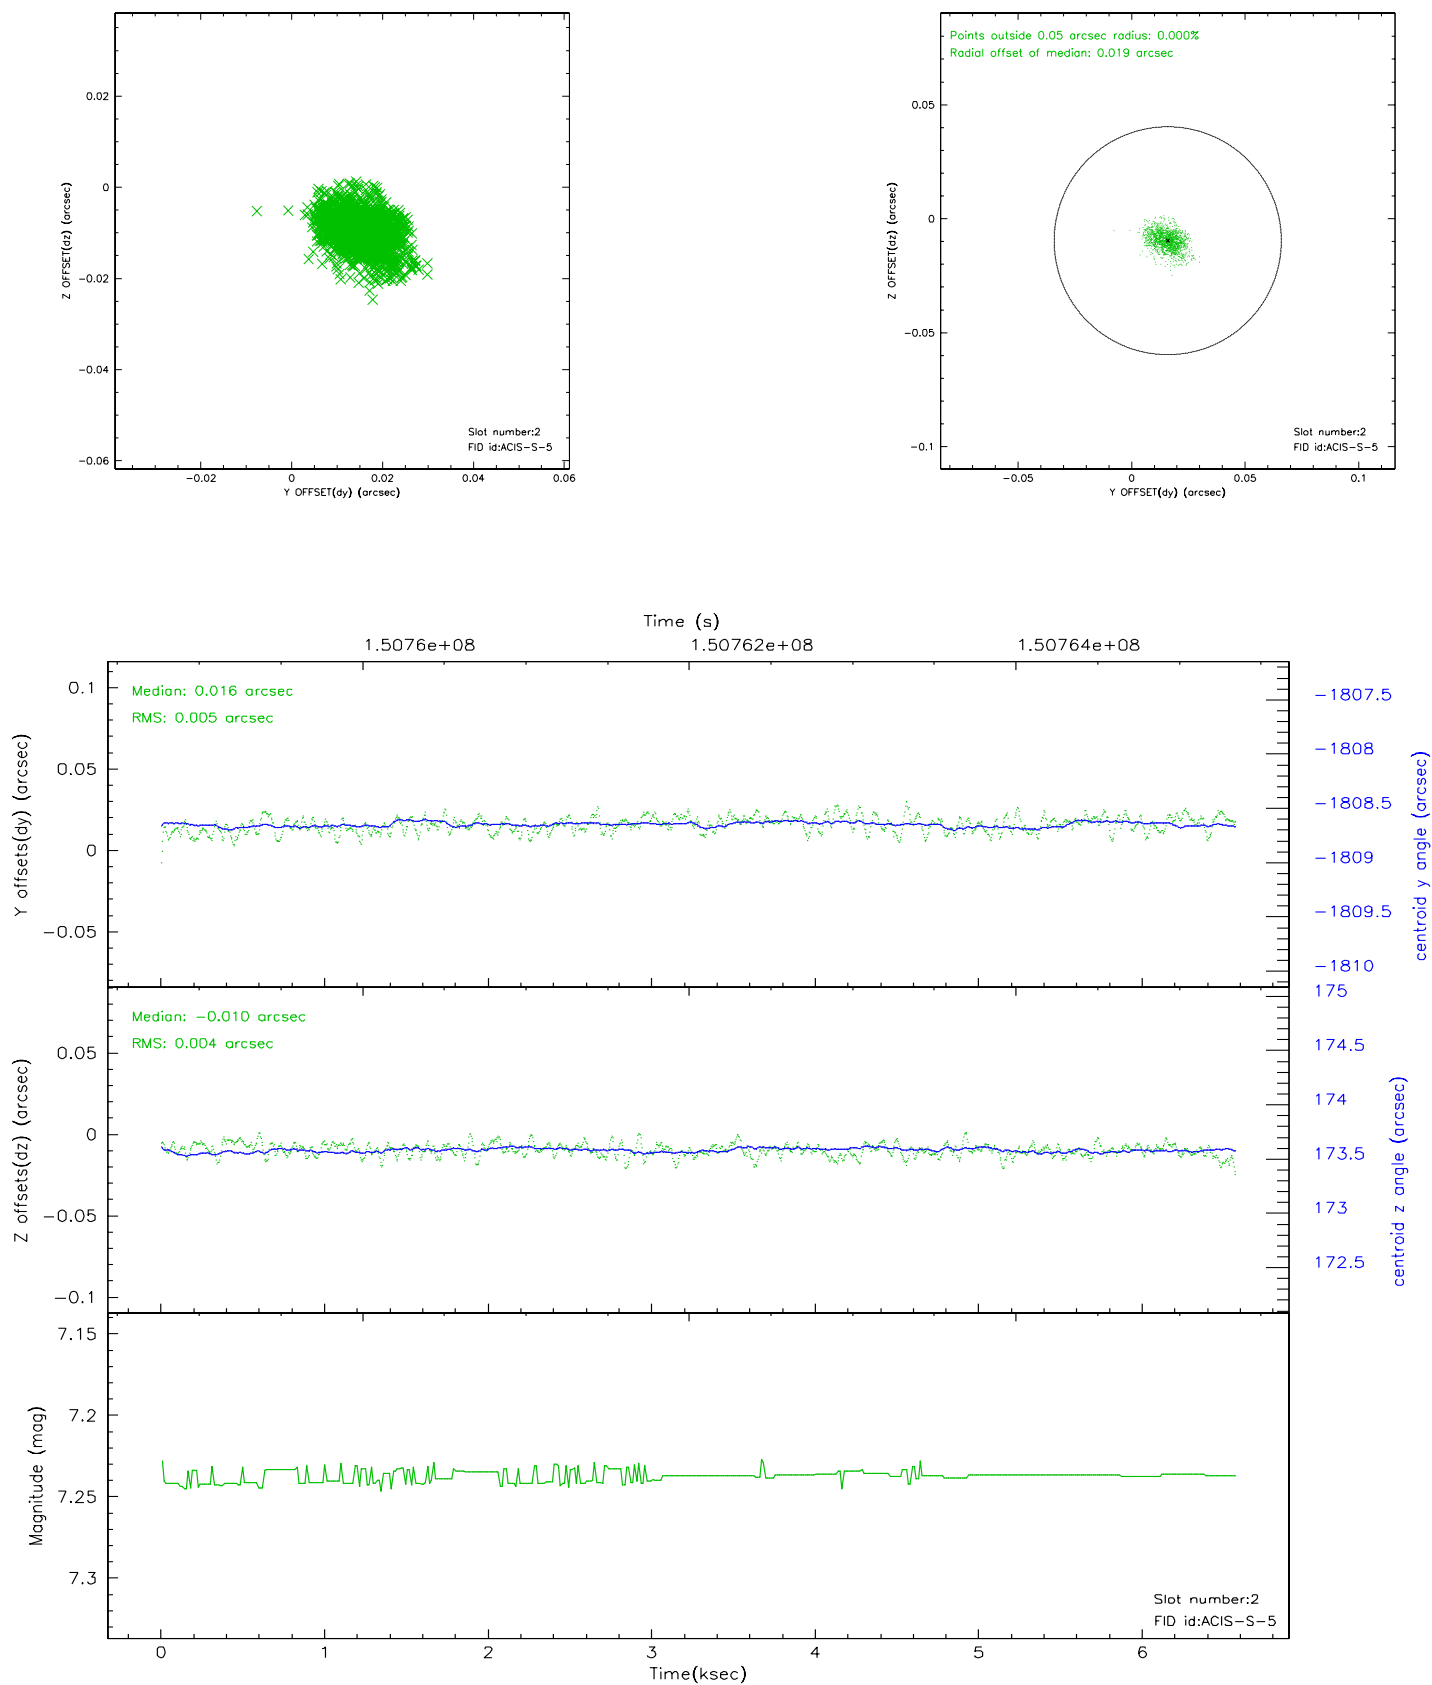 0.02
0
-0.02
-0.04
-0.06
Z OFFSET(dz) (arcsec)
-0.02
0
0.02
0.04
0.06
Y OFFSET(dy) (arcsec)
Slot number:2
FID id:ACIS-S-5
Points outside 0.05 arcsec radius: 0.000%
Radial offset of median: 0.019 arcsec
0.05
0
-0.05
-0.1
Z OFFSET(dz) (arcsec)
-0.05
0
0.05
0.1
Y OFFSET(dy) (arcsec)
Slot number:2
FID id:ACIS-S-5
Time (s)
1.5076e+08
1.50762e+08
1.50764e+08
Median: 0.016 arcsec
RMS: 0.005 arcsec
0.1
0.05
0
-0.05
Y offsets(dy) (arcsec)
-1807.5
-1808
-1808.5
-1809
-1809.5
-1810
centroid y angle (arcsec)
Median: -0.010 arcsec
RMS: 0.004 arcsec
0.05
0
-0.05
-0.1
Z offsets(dz) (arcsec)
175
174.5
174
173.5
173
172.5
centroid z angle (arcsec)
7.15
7.2
7.25
7.3
Magnitude (mag)
Slot number:2
FID id:ACIS-S-5
0
1
2
3
4
5
6
Time(ksec)